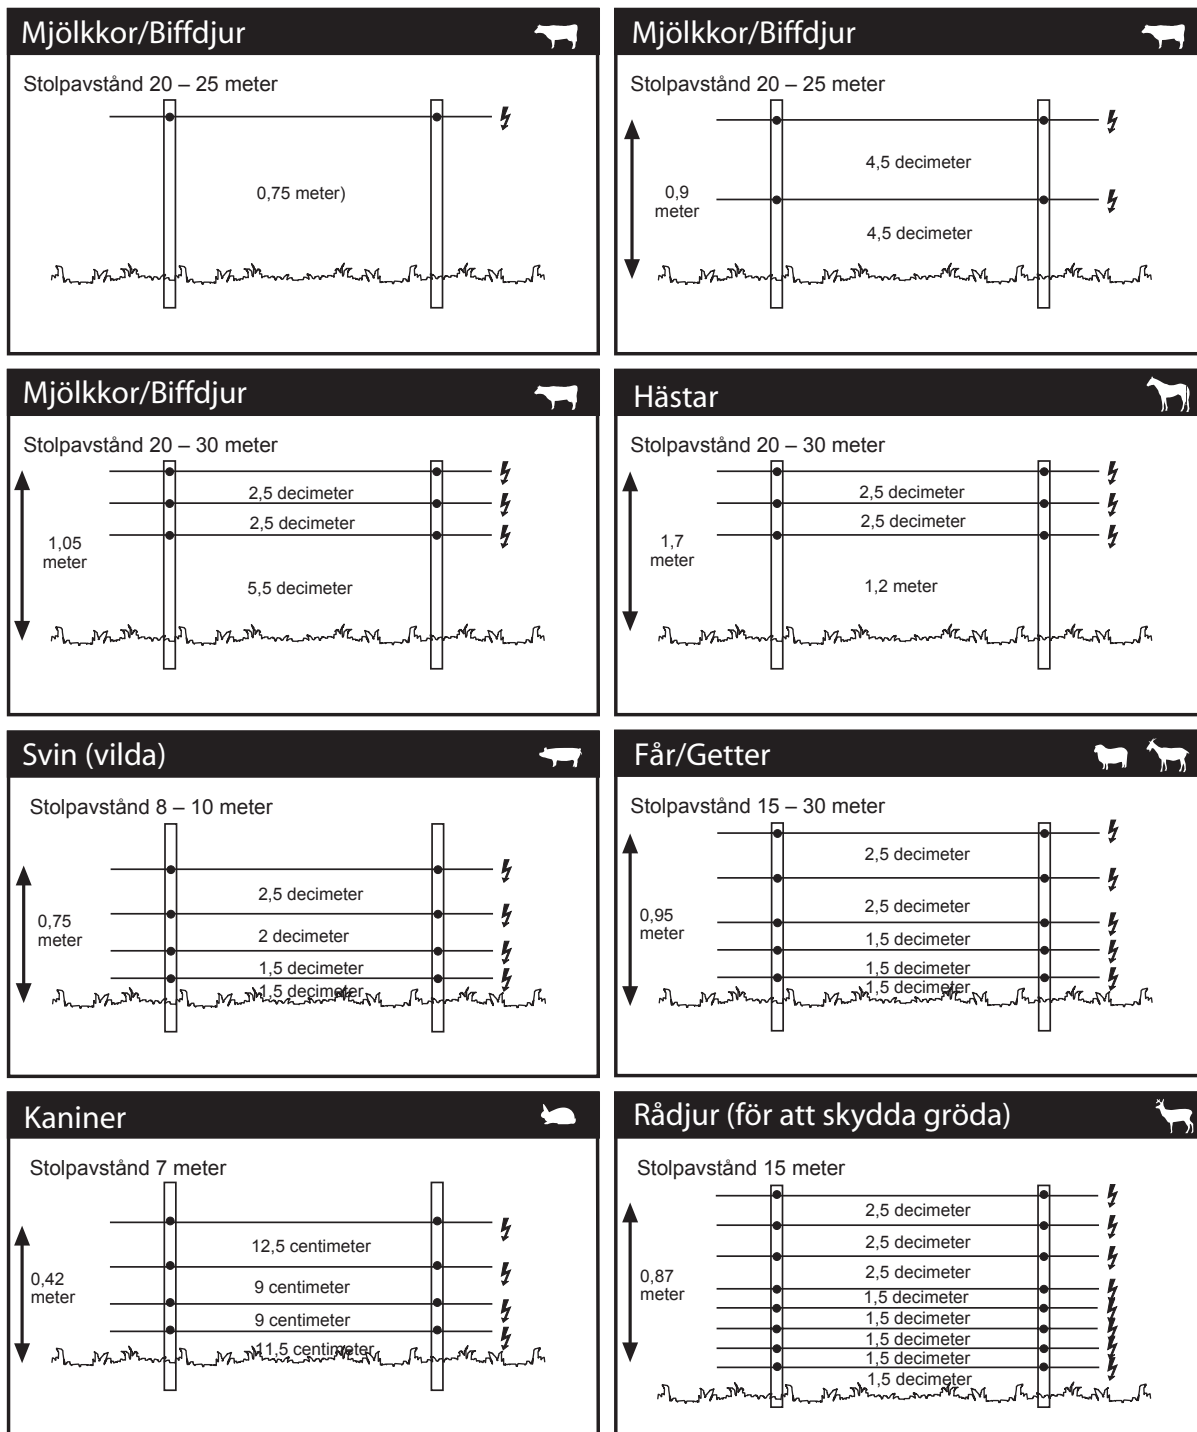 Mjölkkor/Biffdjur
Stolpavstånd 20 – 25 meter
0,75 meter)
Mjölkkor/Biffdjur
Stolpavstånd 20 – 25 meter
4,5 decimeter
0,9
meter
4,5 decimeter
Mjölkkor/Biffdjur
Stolpavstånd 20 – 30 meter
2,5 decimeter
2,5 decimeter
1,05
meter
5,5 decimeter
Hästar
Stolpavstånd 20 – 30 meter
2,5 decimeter
2,5 decimeter
1,7
meter
1,2 meter
Svin (vilda)
Stolpavstånd 8 – 10 meter
2,5 decimeter
0,75
meter
2 decimeter
1,5 decimeter
1,5 decimeter
Får/Getter
Stolpavstånd 15 – 30 meter
2,5 decimeter
2,5 decimeter
0,95
meter
1,5 decimeter
1,5 decimeter
1,5 decimeter
Kaniner
Stolpavstånd 7 meter
12,5 centimeter
0,42
meter
9 centimeter
9 centimeter
11,5 centimeter
Rådjur (för att skydda gröda)
Stolpavstånd 15 meter
2,5 decimeter
2,5 decimeter
2,5 decimeter
0,87
meter
1,5 decimeter
1,5 decimeter
1,5 decimeter
1,5 decimeter
1,5 decimeter